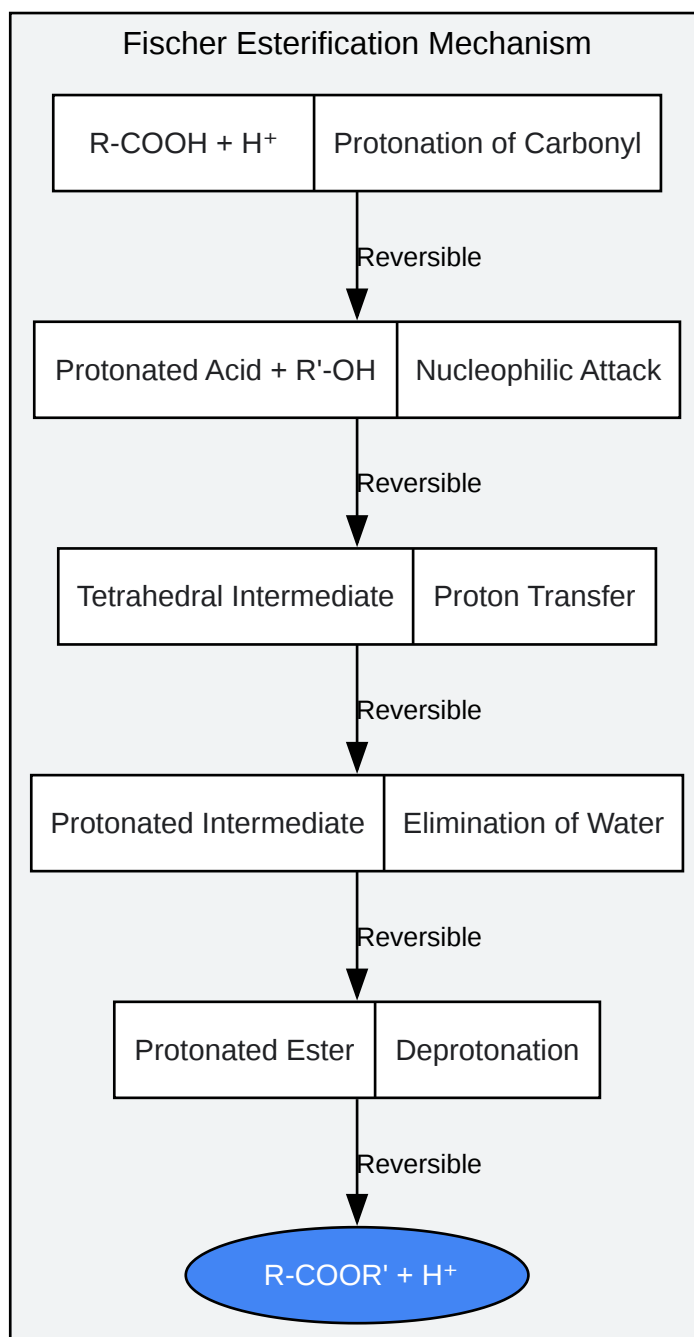 Fischer Esterification Mechanism
R-COOH + H⁺ Protonation of Carbonyl
Reversible
Protonated Acid + R'-OH Nucleophilic Attack
Reversible
Tetrahedral Intermediate Proton Transfer
Reversible
Protonated Intermediate Elimination of Water
Reversible
Protonated Ester Deprotonation
Reversible
R-COOR' + H⁺